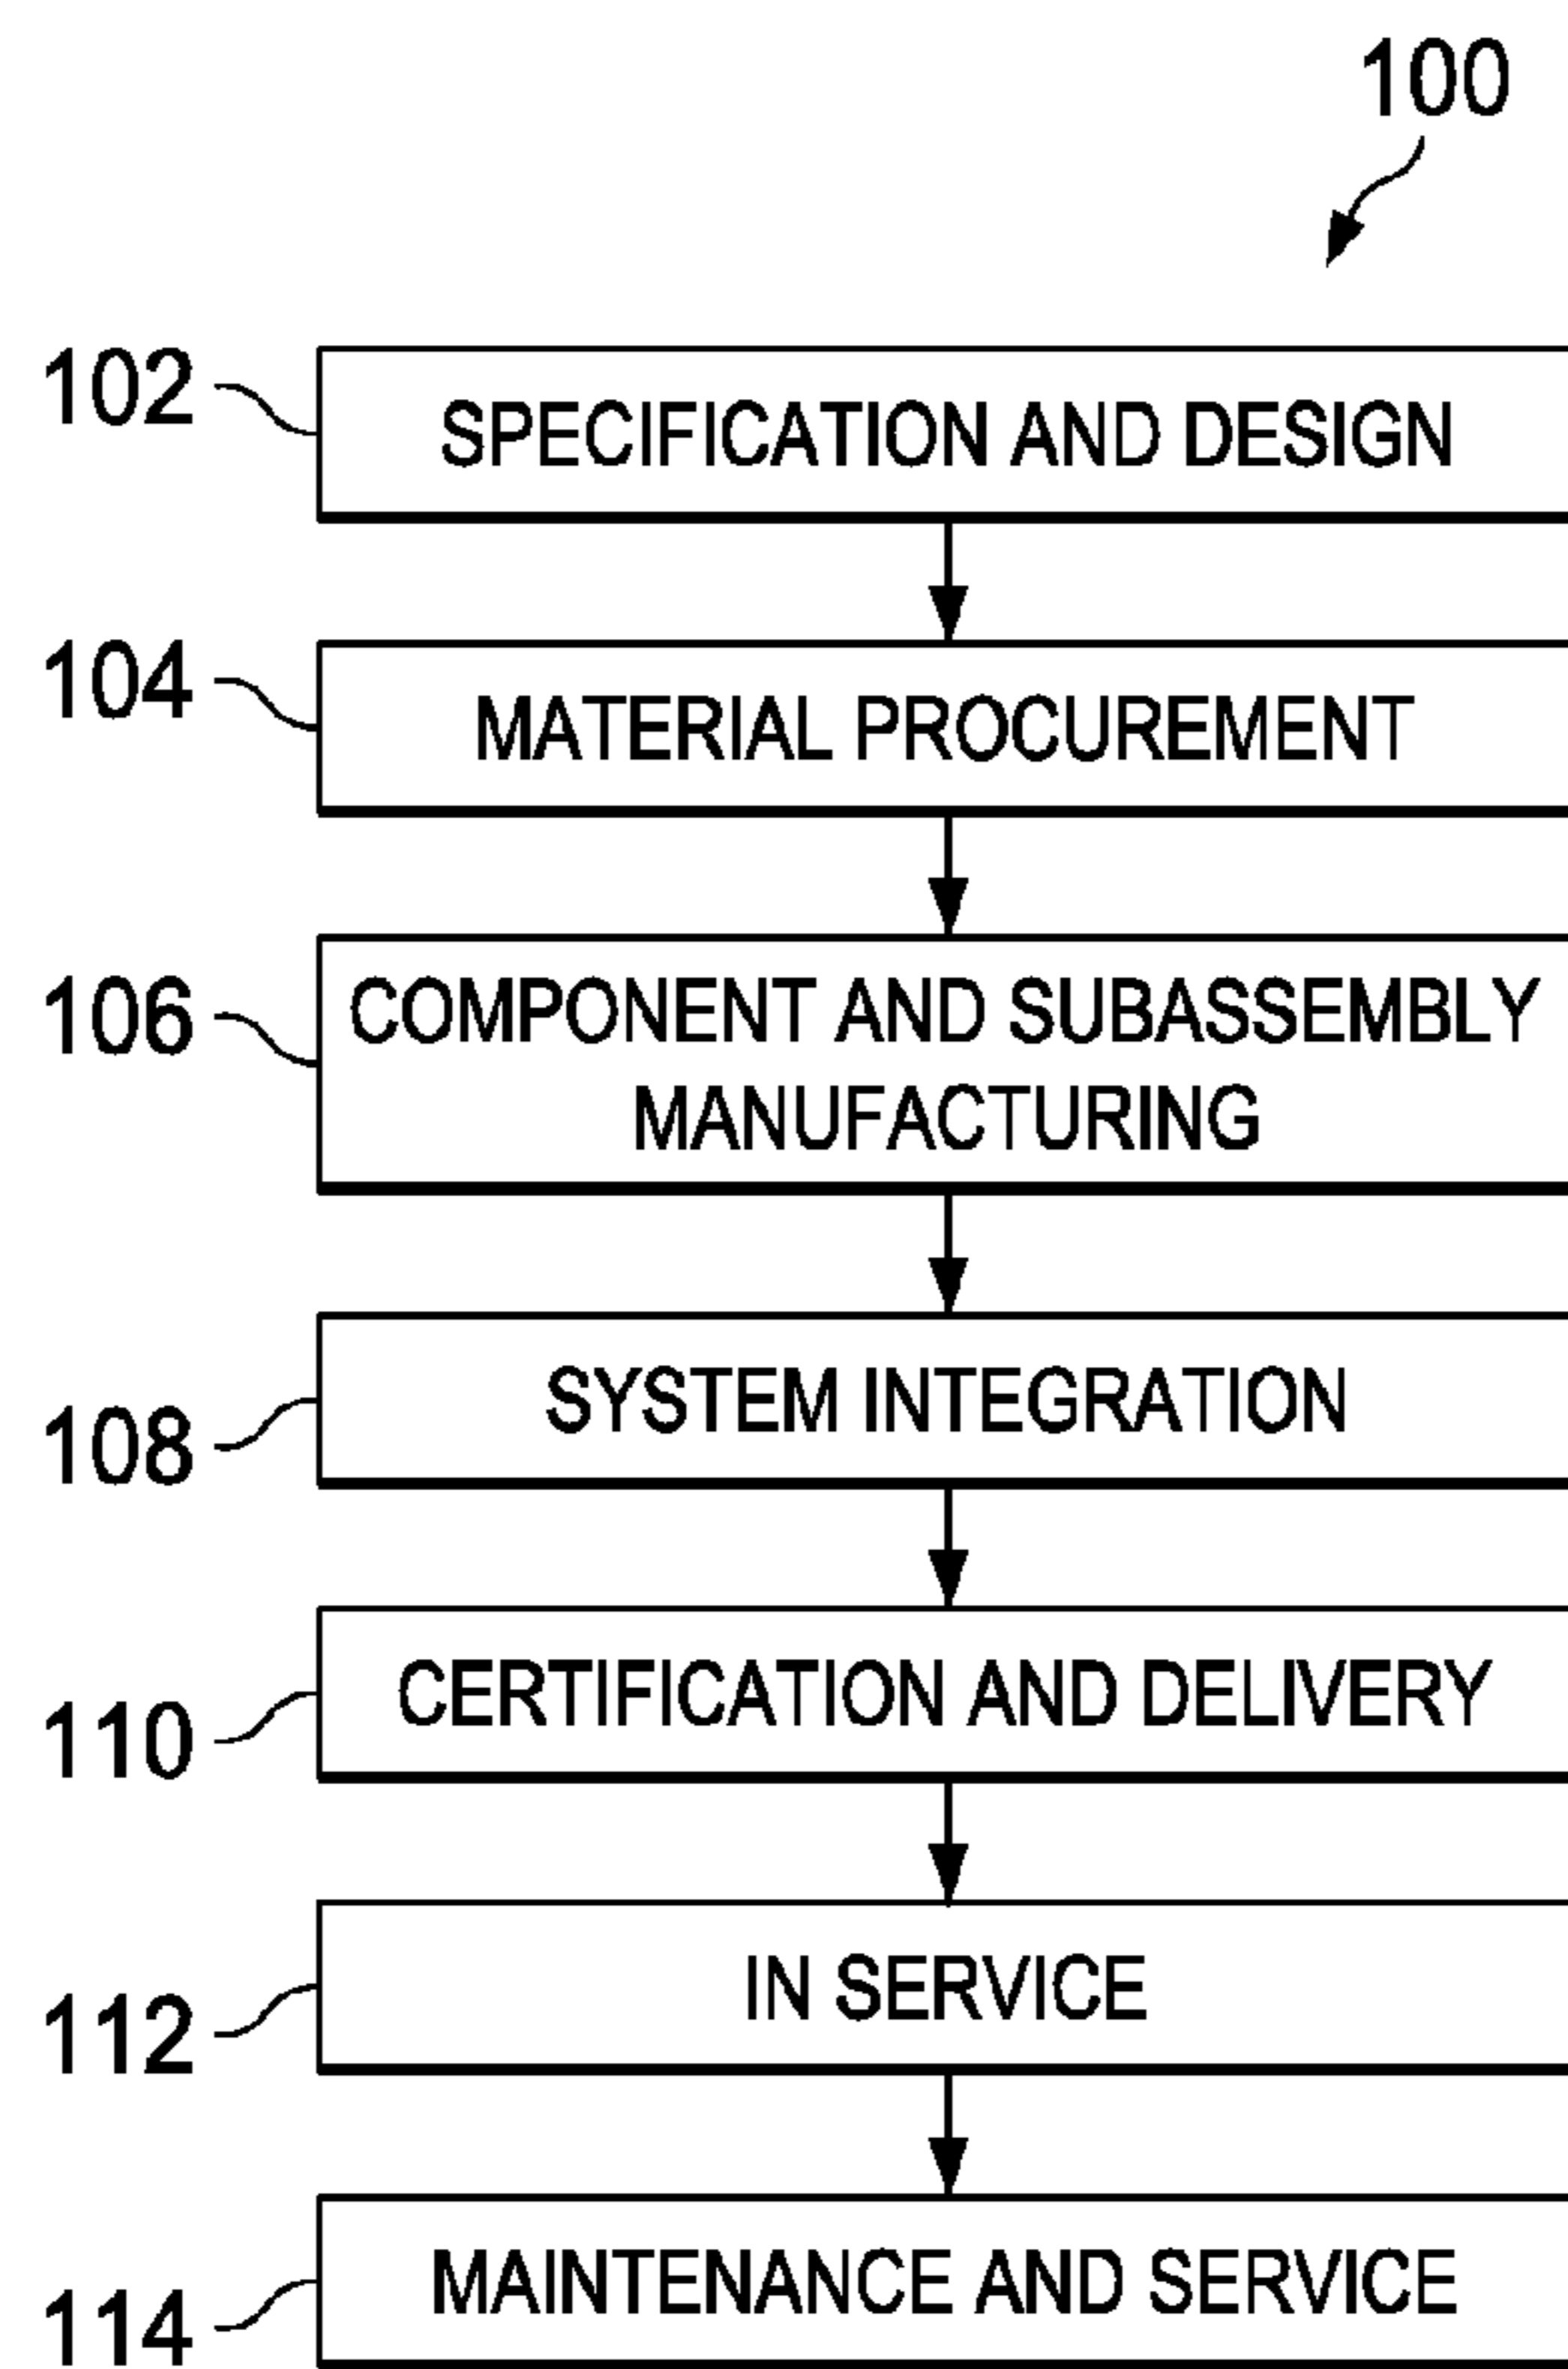 100
102
SPECIFICATION AND DESIGN
104
MATERIAL PROCUREMENT
106
COMPONENT AND SUBASSEMBLY
MANUFACTURING
108
SYSTEM INTEGRATION
110
CERTIFICATION AND DELIVERY
112
IN SERVICE
114
MAINTENANCE AND SERVICE